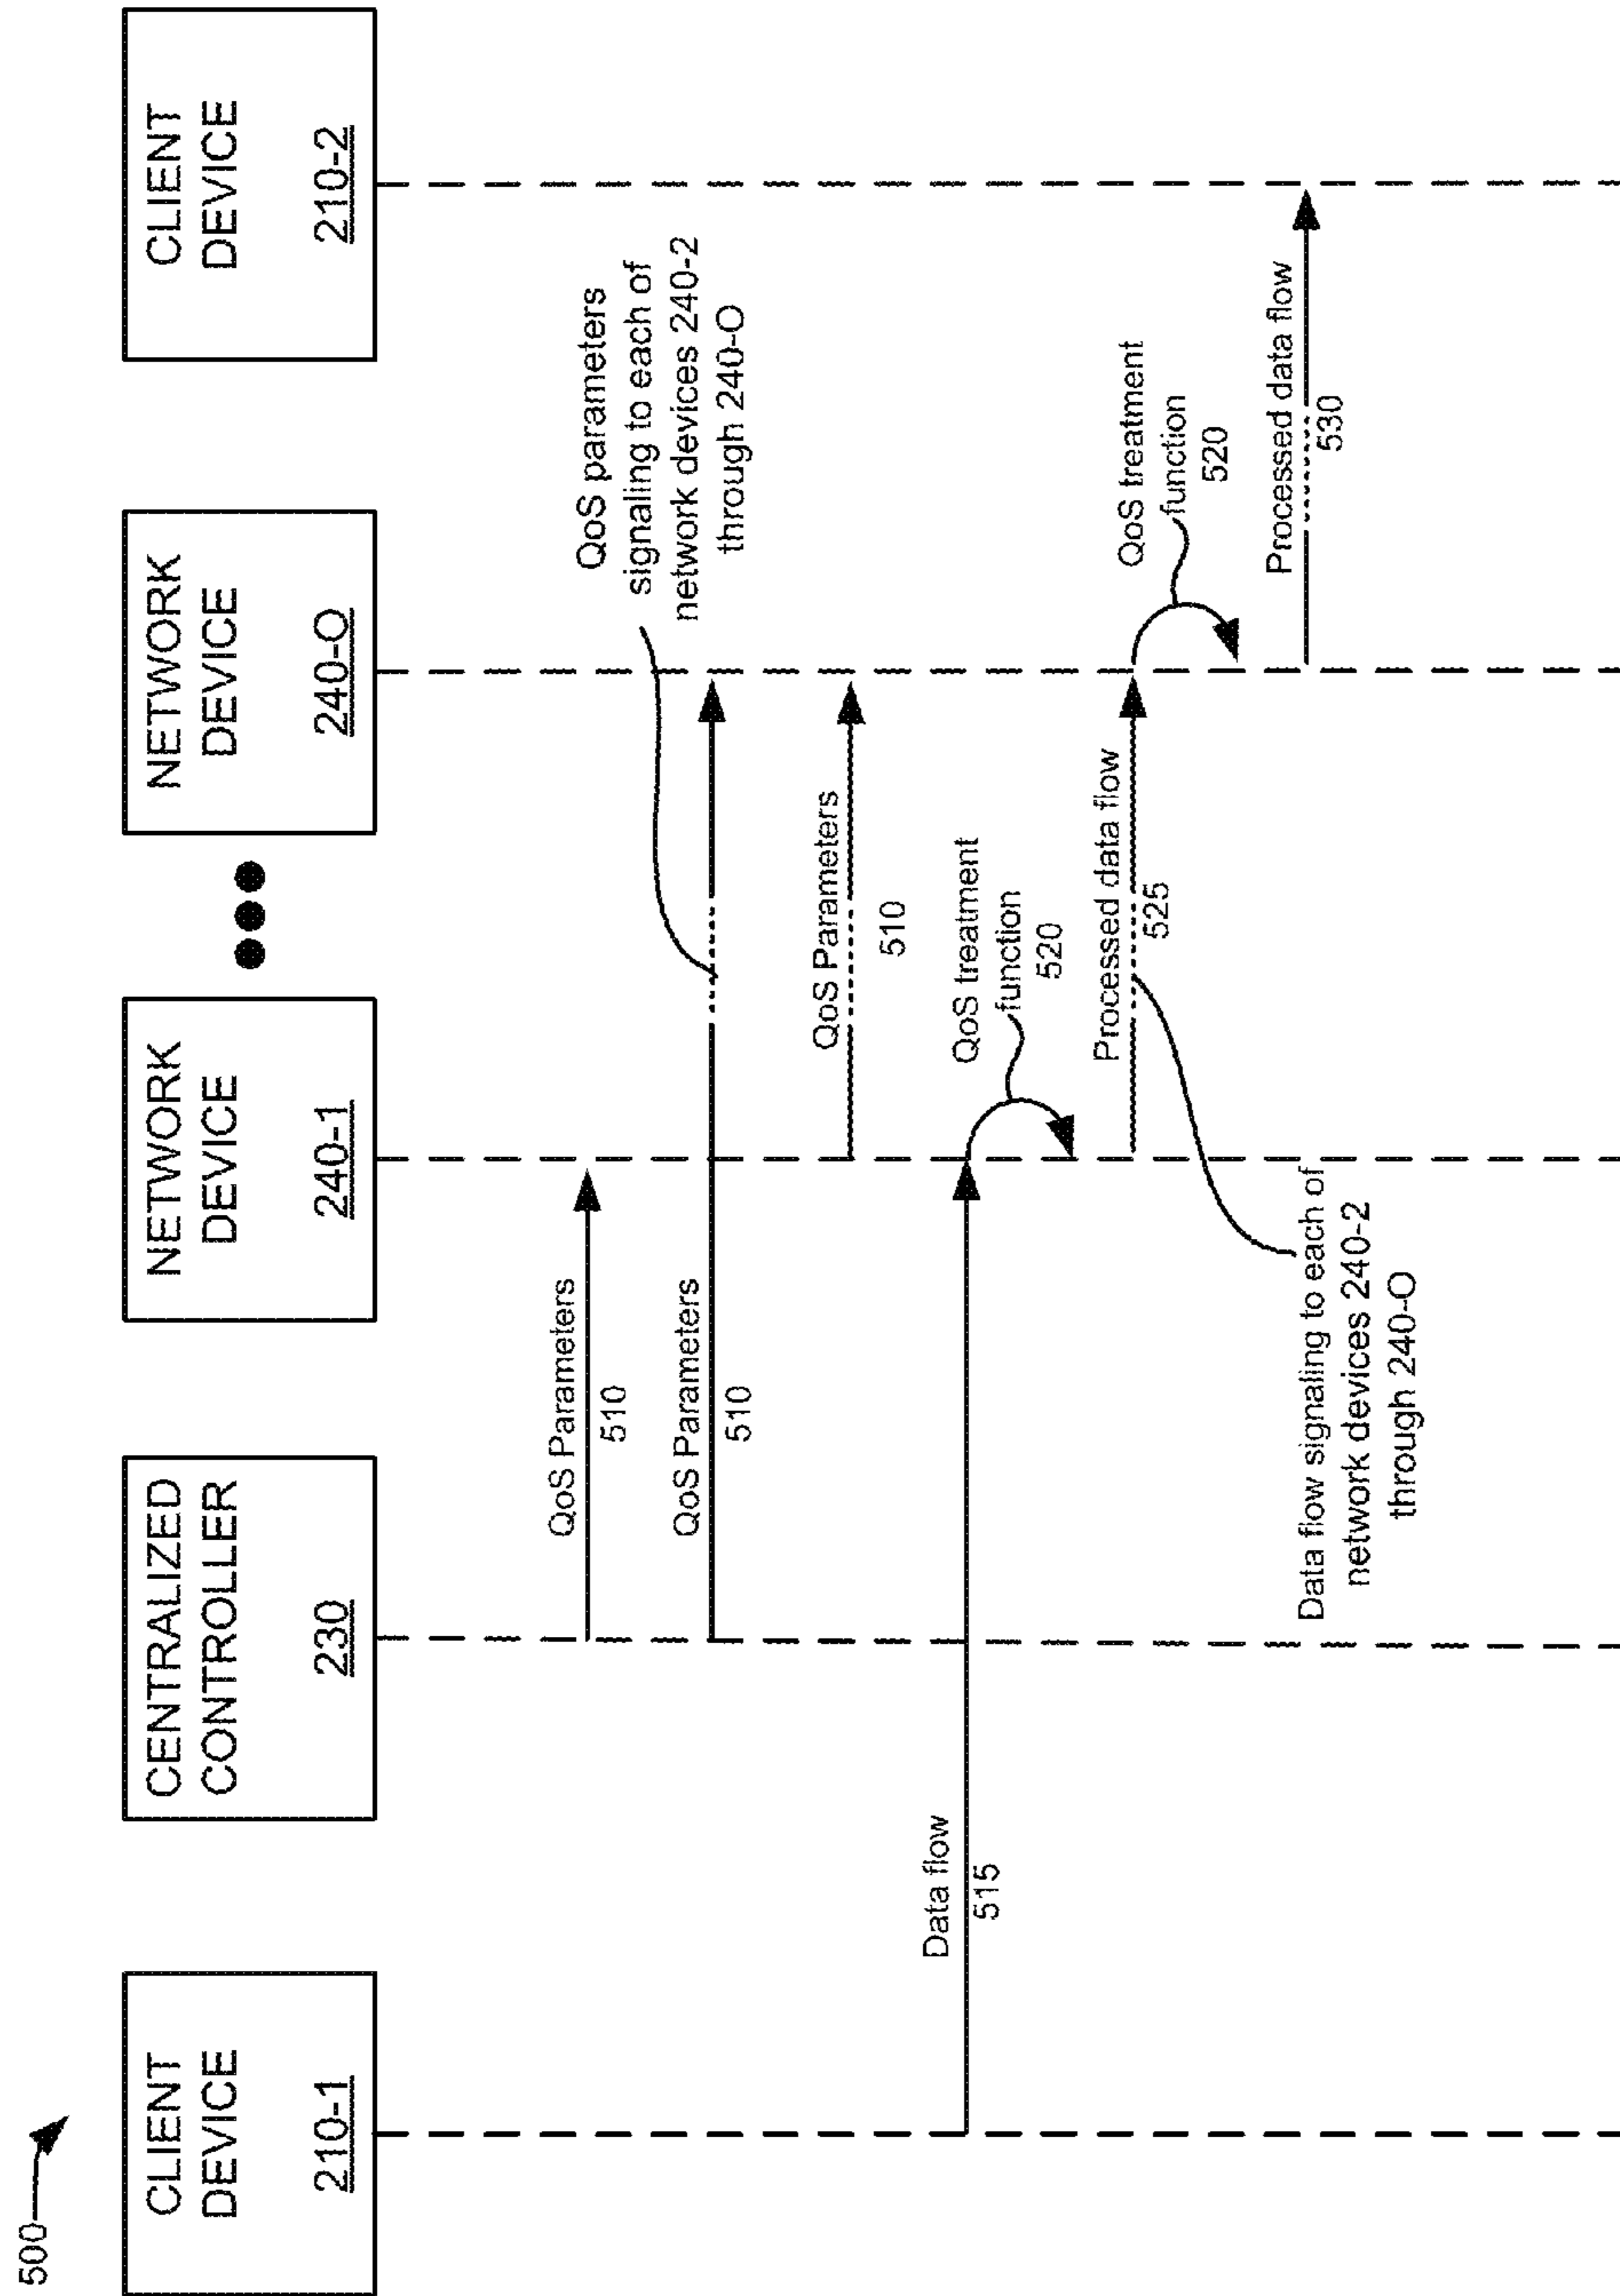 500
CLIENT
DEVICE
210-1
CENTRALIZED
CONTROLLER
230
NETWORK
DEVICE
240-1
NETWORK
DEVICE
240-O
CLIENT
DEVICE
210-2
QoS Parameters
510
QoS parameters
signaling to each of
network devices 240-2
through 240-O
QoS Parameters
510
QoS Parameters
510
Data flow
515
QoS treatment
function
520
Processed data flow
525
QoS treatment
function
520
Data flow signaling to each of
network devices 240-2
through 240-O
Processed data flow
530